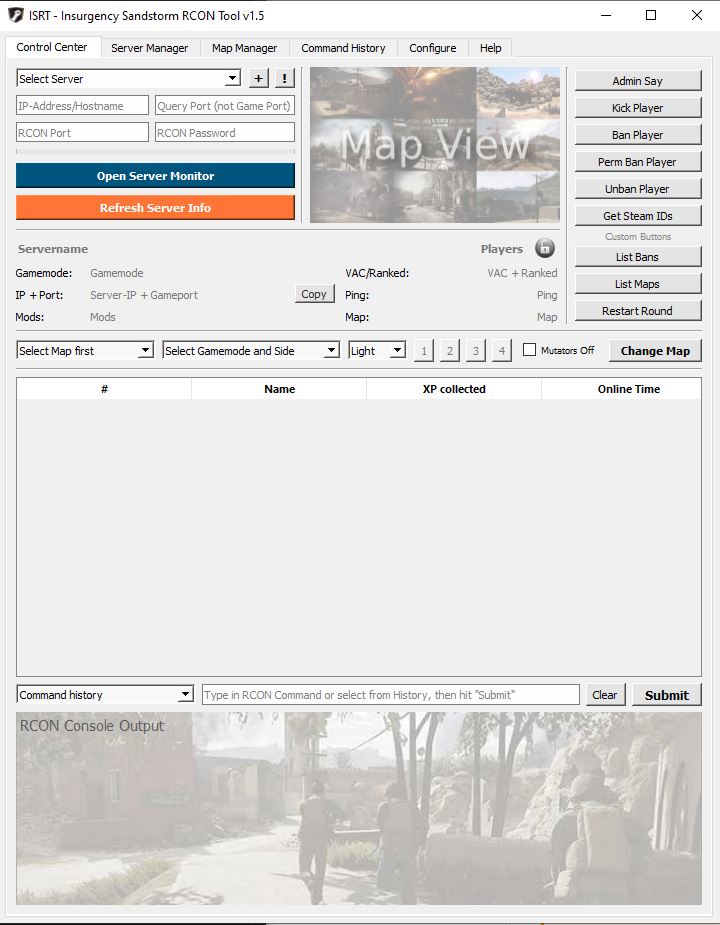 ISRT - Insurgency Sandstorm RCON Tool v1.5
Control Center
Server Manager
Map Manager
Command History
Configure
Help
Select Server
+
!
IP-Address/Hostname
Query Port (not Game Port)
RCON Port
RCON Password
Open Server Monitor
Refresh Server Info
Map View
Admin Say
Kick Player
Ban Player
Perm Ban Player
Unban Player
Get Steam IDs
Custom Buttons
List Bans
List Maps
Restart Round
Servername
Players
Gamemode:
Gamemode
VAC/Ranked:
VAC + Ranked
IP + Port:
Server-IP + Gameport
Copy
Ping:
Ping
Mods:
Mods
Map:
Map
Select Map first
Select Gamemode and Side
Light
1
2
3
4
Mutators Off
Change Map
#
Name
XP collected
Online Time
Command history
Type in RCON Command or select from History, then hit "Submit"
Clear
Submit
RCON Console Output